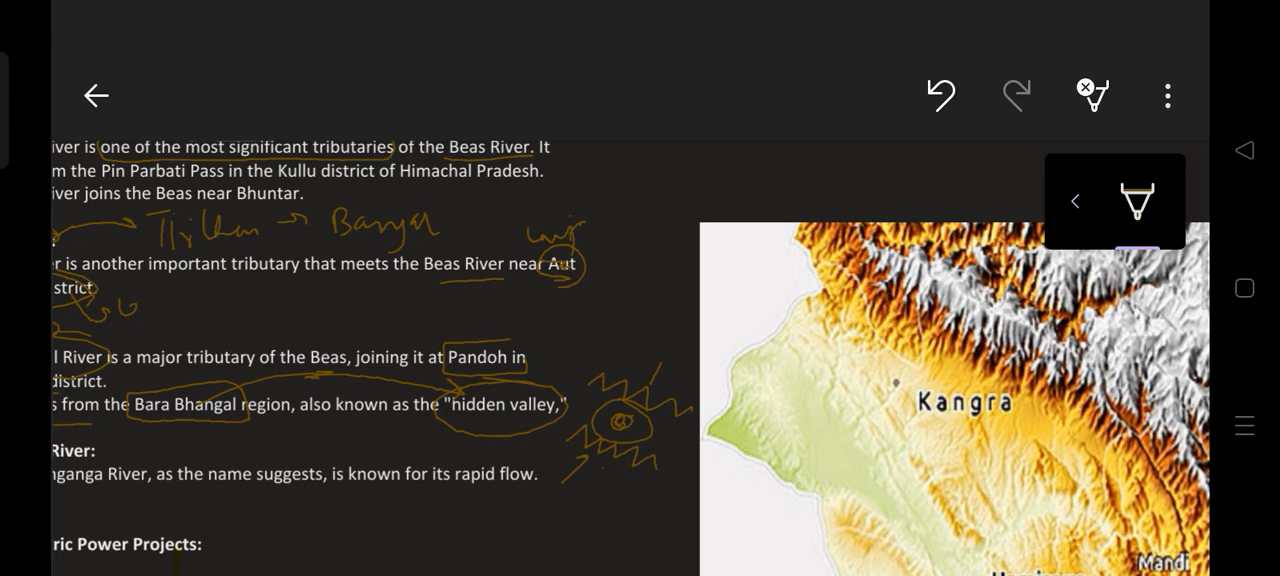 iver is one of the most significant tributaries of the Beas River. It
m the Pin Parbati Pass in the Kullu district of Himachal Pradesh.
iver joins the Beas near Bhuntar.
r is another important tributary that meets the Beas River near Aut
strict
l River is a major tributary of the Beas, joining it at Pandoh in
district.
s from the Bara Bhangal region, also known as the "hidden valley,"
River:
nganga River, as the name suggests, is known for its rapid flow.
ric Power Projects:
Kangra
Mandi